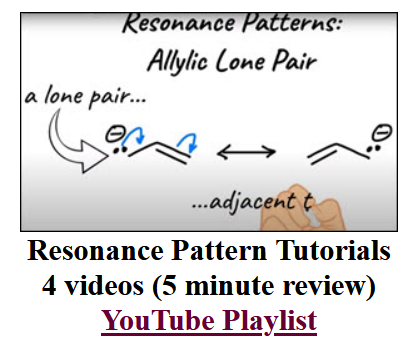 Resonance Patterns:
Allylic Lone Pair
a lone pair...
...adjacent t
Resonance Pattern Tutorials
4 videos (5 minute review)
YouTube Playlist